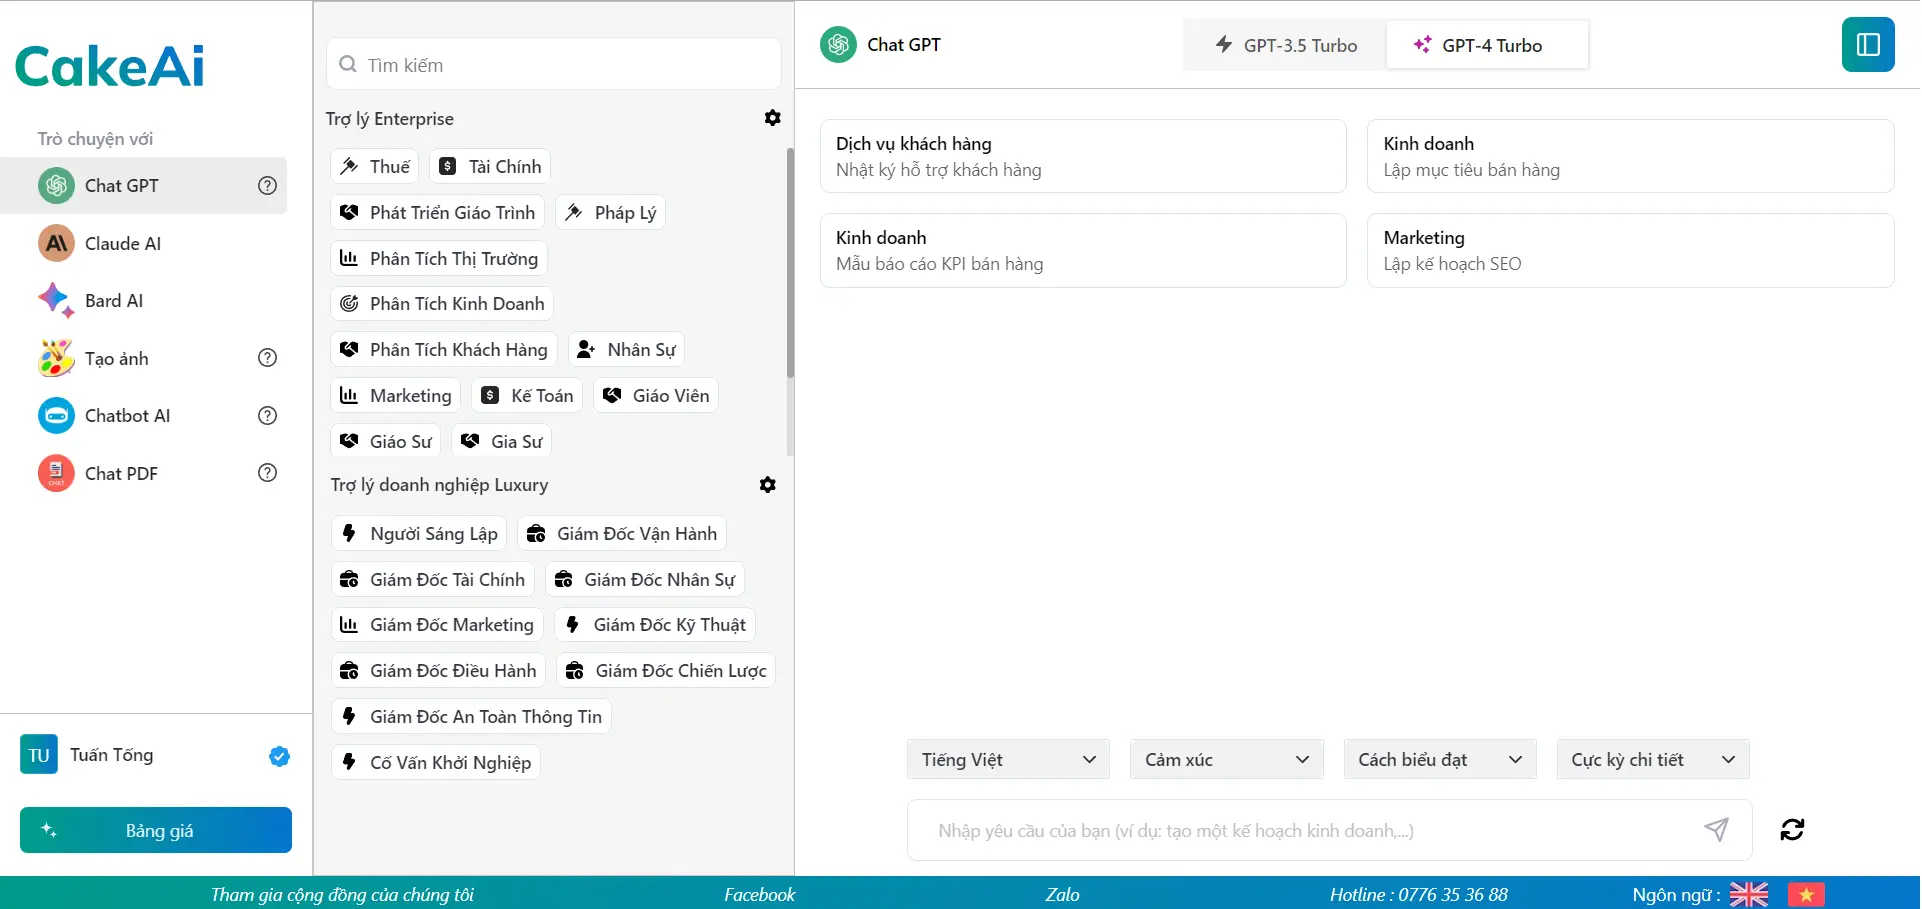 CakeAi
Trò chuyện với
Chat GPT
Claude AI
Bard AI
Tạo ảnh
Chatbot AI
CHAT
Chat PDF
TU Tuấn Tống
Bảng giá
Tìm kiếm
Trợ lý Enterprise
Thuế Tài Chính
Phát Triển Giáo Trình Pháp Lý
Phân Tích Thị Trường
Phân Tích Kinh Doanh
Phân Tích Khách Hàng Nhân Sự
Marketing Kế Toán Giáo Viên
Giáo Sư Gia Sư
Trợ lý doanh nghiệp Luxury
Người Sáng Lập Giám Đốc Vận Hành
Giám Đốc Tài Chính Giám Đốc Nhân Sự
Giám Đốc Marketing Giám Đốc Kỹ Thuật
Giám Đốc Điều Hành Giám Đốc Chiến Lược
Giám Đốc An Toàn Thông Tin
Cố Vấn Khởi Nghiệp
Chat GPT GPT-3.5 Turbo GPT-4 Turbo
Dịch vụ khách hàng
Nhật ký hỗ trợ khách hàng
Kinh doanh
Lập mục tiêu bán hàng
Kinh doanh
Mẫu báo cáo KPI bán hàng
Marketing
Lập kế hoạch SEO
Tiếng Việt Cảm xúc Cách biểu đạt Cực kỳ chi tiết
Nhập yêu cầu của bạn (ví dụ: tạo một kế hoạch kinh doanh,...)
Tham gia cộng đồng của chúng tôi Facebook Zalo Hotline : 0776 35 36 88 Ngôn ngữ :